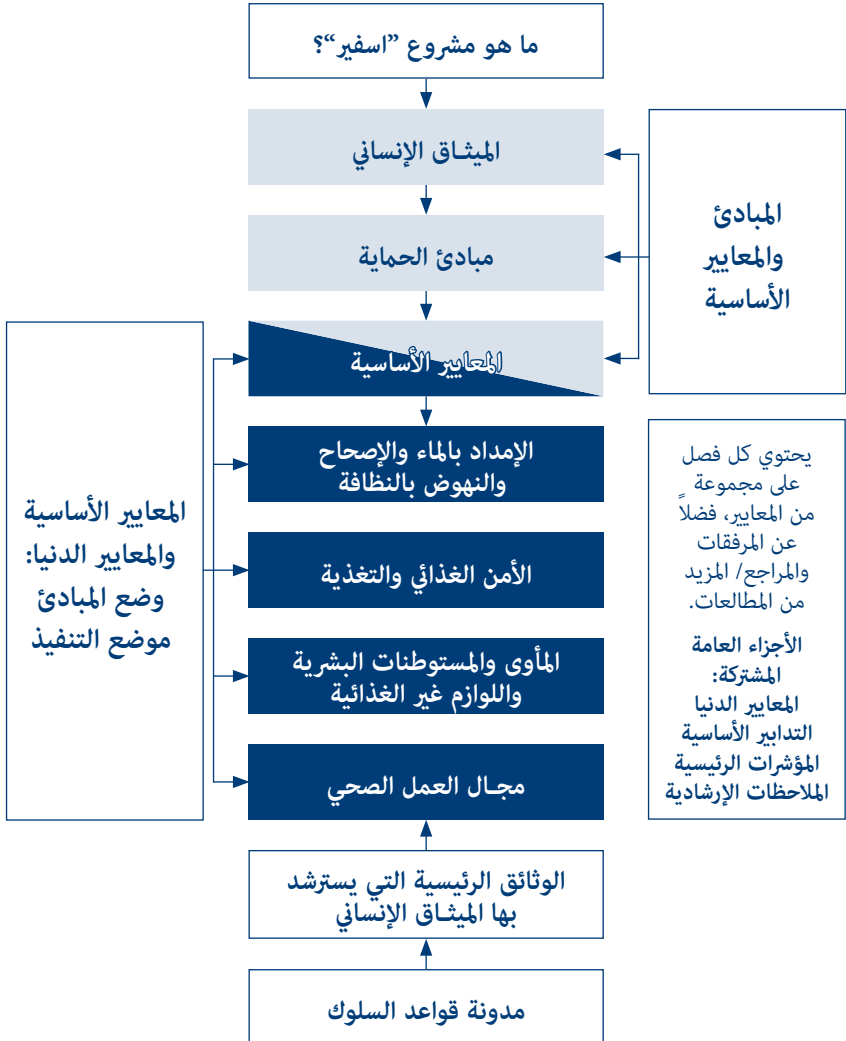 ما هو مشروع ”اسفير“؟
الميثـاق الإنساني
مبادئ الحماية
المعايير الأساسية
المبادئ
والمعايير
الأساسية
الإمداد بالماء والإصحاح
والنهوض بالنظافة
الأمن الغذائي والتغذية
المأوى والمستوطنات البشرية
واللوازم غير الغذائية
مجـال العمل الصحي
المعايير الأساسية
والمعايير الدنيا:
وضع المبادئ
موضع التنفيذ
يحتوي كل فصل
على مجموعة
من المعايير، فضلاً
عن المرفقات
والمراجع/ المزيد
من المطالعات.
الأجزاء العامة
المشتركة:
المعايير الدنيا
التدابير الأساسية
المؤشرات الرئيسية
الملاحظات الإرشادية
الوثائق الرئيسية التي يسترشد
بها الميثـاق الإنساني
مدونة قواعد السلوك